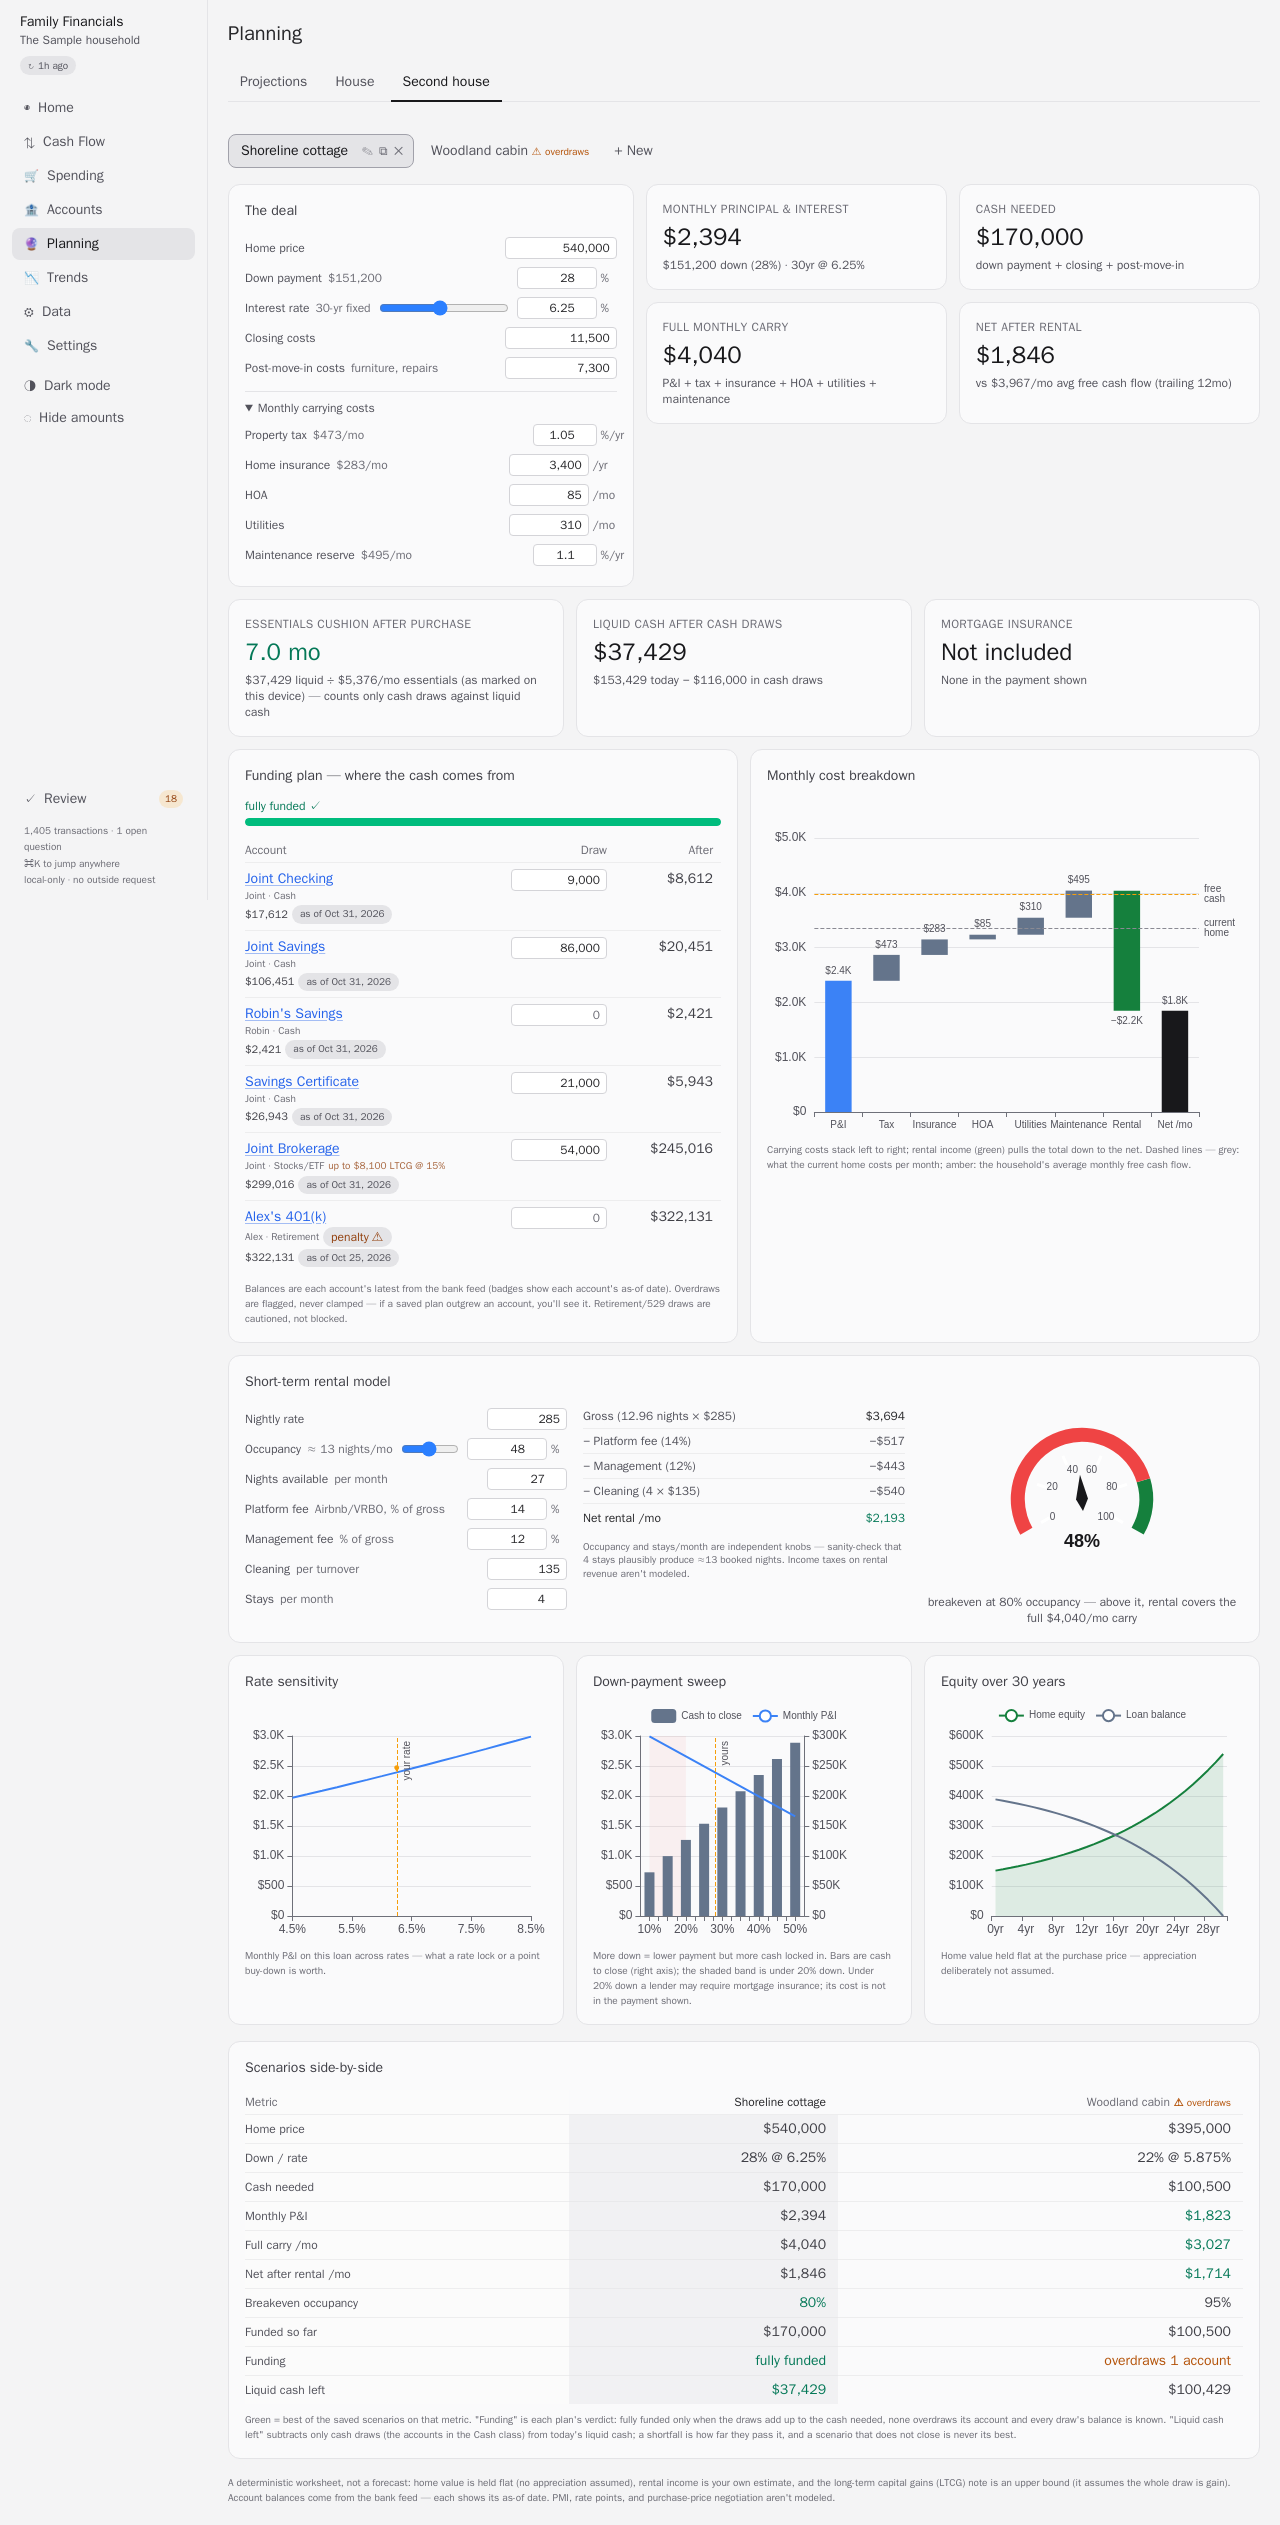 Family Financials
The Sample household
↻ 1h ago
Home
Cash Flow
Spending
Accounts
Planning
Trends
Data
Settings
Dark mode
Hide amounts
✓ Review 18
1,405 transactions · 1 open
question
⌘K to jump anywhere
local-only · no outside request
Planning
Projections House Second house
Shoreline cottage ✎ ⧉ ✕ Woodland cabin ⚠ overdraws + New
The deal
Home price 540,000
Down payment $151,200 28 %
Interest rate 30-yr fixed 6.25 %
Closing costs 11,500
Post-move-in costs furniture, repairs 7,300
▼ Monthly carrying costs
Property tax $473/mo 1.05 %/yr
Home insurance $283/mo 3,400 /yr
HOA 85 /mo
Utilities 310 /mo
Maintenance reserve $495/mo 1.1 %/yr
MONTHLY PRINCIPAL & INTEREST
$2,394
$151,200 down (28%) · 30yr @ 6.25%
CASH NEEDED
$170,000
down payment + closing + post-move-in
FULL MONTHLY CARRY
$4,040
P&I + tax + insurance + HOA + utilities +
maintenance
NET AFTER RENTAL
$1,846
vs $3,967/mo avg free cash flow (trailing 12mo)
ESSENTIALS CUSHION AFTER PURCHASE
7.0 mo
$37,429 liquid ÷ $5,376/mo essentials (as marked on
this device) — counts only cash draws against liquid
cash
LIQUID CASH AFTER CASH DRAWS
$37,429
$153,429 today − $116,000 in cash draws
MORTGAGE INSURANCE
Not included
None in the payment shown
Funding plan — where the cash comes from
fully funded ✓
Account Draw After
Joint Checking 9,000 $8,612
Joint · Cash
$17,612 as of Oct 31, 2026
Joint Savings 86,000 $20,451
Joint · Cash
$106,451 as of Oct 31, 2026
Robin's Savings 0 $2,421
Robin · Cash
$2,421 as of Oct 31, 2026
Savings Certificate 21,000 $5,943
Joint · Cash
$26,943 as of Oct 31, 2026
Joint Brokerage 54,000 $245,016
Joint · Stocks/ETF up to $8,100 LTCG @ 15%
$299,016 as of Oct 31, 2026
Alex's 401(k) 0 $322,131
Alex · Retirement penalty ⚠
$322,131 as of Oct 25, 2026
Balances are each account's latest from the bank feed (badges show each account's as-of date). Overdraws
are flagged, never clamped — if a saved plan outgrew an account, you'll see it. Retirement/529 draws are
cautioned, not blocked.
Monthly cost breakdown
$5.0K
$4.0K
$3.0K
$2.0K
$1.0K
$0
$2.4K
$473
$283
$85
$310
$495
−$2.2K
$1.8K
free
cash
current
home
P&I Tax Insurance HOA Utilities Maintenance Rental Net /mo
Carrying costs stack left to right; rental income (green) pulls the total down to the net. Dashed lines — grey:
what the current home costs per month; amber: the household's average monthly free cash flow.
Short-term rental model
Nightly rate 285
Occupancy ≈ 13 nights/mo 48 %
Nights available per month 27
Platform fee Airbnb/VRBO, % of gross 14 %
Management fee % of gross 12 %
Cleaning per turnover 135
Stays per month 4
Gross (12.96 nights × $285) $3,694
− Platform fee (14%) −$517
− Management (12%) −$443
− Cleaning (4 × $135) −$540
Net rental /mo $2,193
Occupancy and stays/month are independent knobs — sanity-check that
4 stays plausibly produce ≈13 booked nights. Income taxes on rental
revenue aren't modeled.
0 20 40 60 80 100
48%
breakeven at 80% occupancy — above it, rental covers the
full $4,040/mo carry
Rate sensitivity
$3.0K
$2.5K
$2.0K
$1.5K
$1.0K
$500
$0
your rate
4.5% 5.5% 6.5% 7.5% 8.5%
Monthly P&I on this loan across rates — what a rate lock or a point
buy-down is worth.
Down-payment sweep
Cash to close Monthly P&I
$3.0K $300K
$2.5K $250K
$2.0K $200K
$1.5K $150K
$1.0K $100K
$500 $50K
$0 $0
yours
10% 20% 30% 40% 50%
More down = lower payment but more cash locked in. Bars are cash
to close (right axis); the shaded band is under 20% down. Under
20% down a lender may require mortgage insurance; its cost is not
in the payment shown.
Equity over 30 years
Home equity Loan balance
$600K
$500K
$400K
$300K
$200K
$100K
$0
0yr 4yr 8yr 12yr 16yr 20yr 24yr 28yr
Home value held flat at the purchase price — appreciation
deliberately not assumed.
Scenarios side-by-side
Metric Shoreline cottage Woodland cabin ⚠ overdraws
Home price $540,000 $395,000
Down / rate 28% @ 6.25% 22% @ 5.875%
Cash needed $170,000 $100,500
Monthly P&I $2,394 $1,823
Full carry /mo $4,040 $3,027
Net after rental /mo $1,846 $1,714
Breakeven occupancy 80% 95%
Funded so far $170,000 $100,500
Funding fully funded overdraws 1 account
Liquid cash left $37,429 $100,429
Green = best of the saved scenarios on that metric. "Funding" is each plan's verdict: fully funded only when the draws add up to the cash needed, none overdraws its account and every draw's balance is known. "Liquid cash
left" subtracts only cash draws (the accounts in the Cash class) from today's liquid cash; a shortfall is how far they pass it, and a scenario that does not close is never its best.
A deterministic worksheet, not a forecast: home value is held flat (no appreciation assumed), rental income is your own estimate, and the long-term capital gains (LTCG) note is an upper bound (it assumes the whole draw is gain).
Account balances come from the bank feed — each shows its as-of date. PMI, rate points, and purchase-price negotiation aren't modeled.